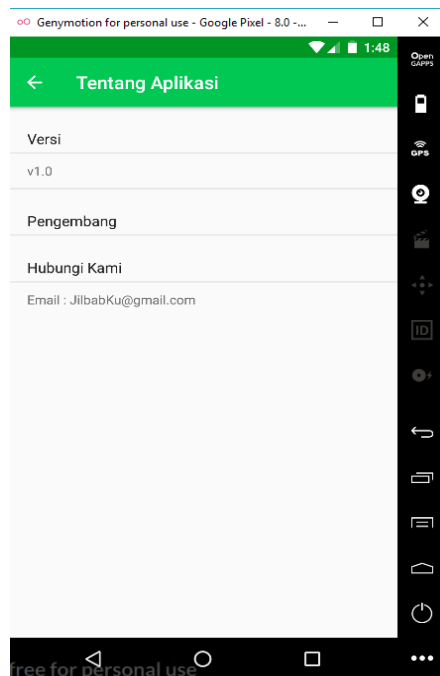 Genymotion for personal use - Google Pixel - 8.0 -...
1:48
Open
GAPPS
Tentang Aplikasi
Versi
GPS
v1.0
Pengembang
Hubungi Kami
Email : JilbabKu@gmail.com
ID
free for personal use